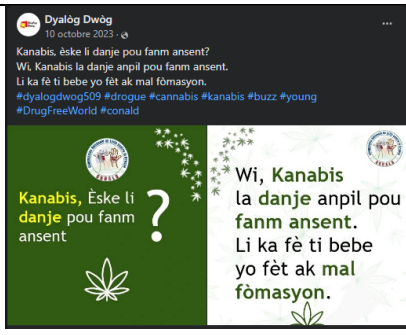 Dyalòg Dwòg
10 octobre 2023 ·
Kanabis, èske li danje pou fanm ansent?
Wi, Kanabis la danje anpil pou fanm ansent.
Li ka fè ti bebe yo fèt ak mal fòmasyon.
#dyalogdwog509 #drogue #cannabis #kanabis #buzz #young
#DrugFreeWorld #conald
Kanabis, Èske li
danje pou fanm
ansent
?
Wi, Kanabis
la danje anpil pou
fanm ansent.
Li ka fè ti bebe
yo fèt ak mal
fòmasyon.